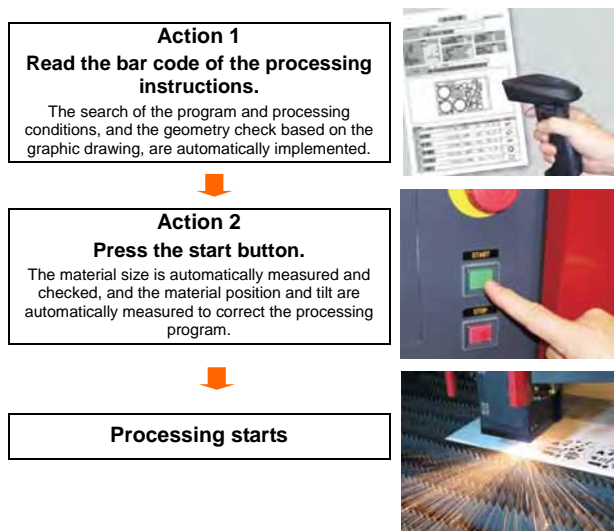 Action 1
Read the bar code of the processing
instructions.
The search of the program and processing
conditions, and the geometry check based on the
graphic drawing, are automatically implemented.
Action 2
Press the start button.
The material size is automatically measured and
checked, and the material position and tilt are
automatically measured to correct the processing
program.
START
STOP
Processing starts